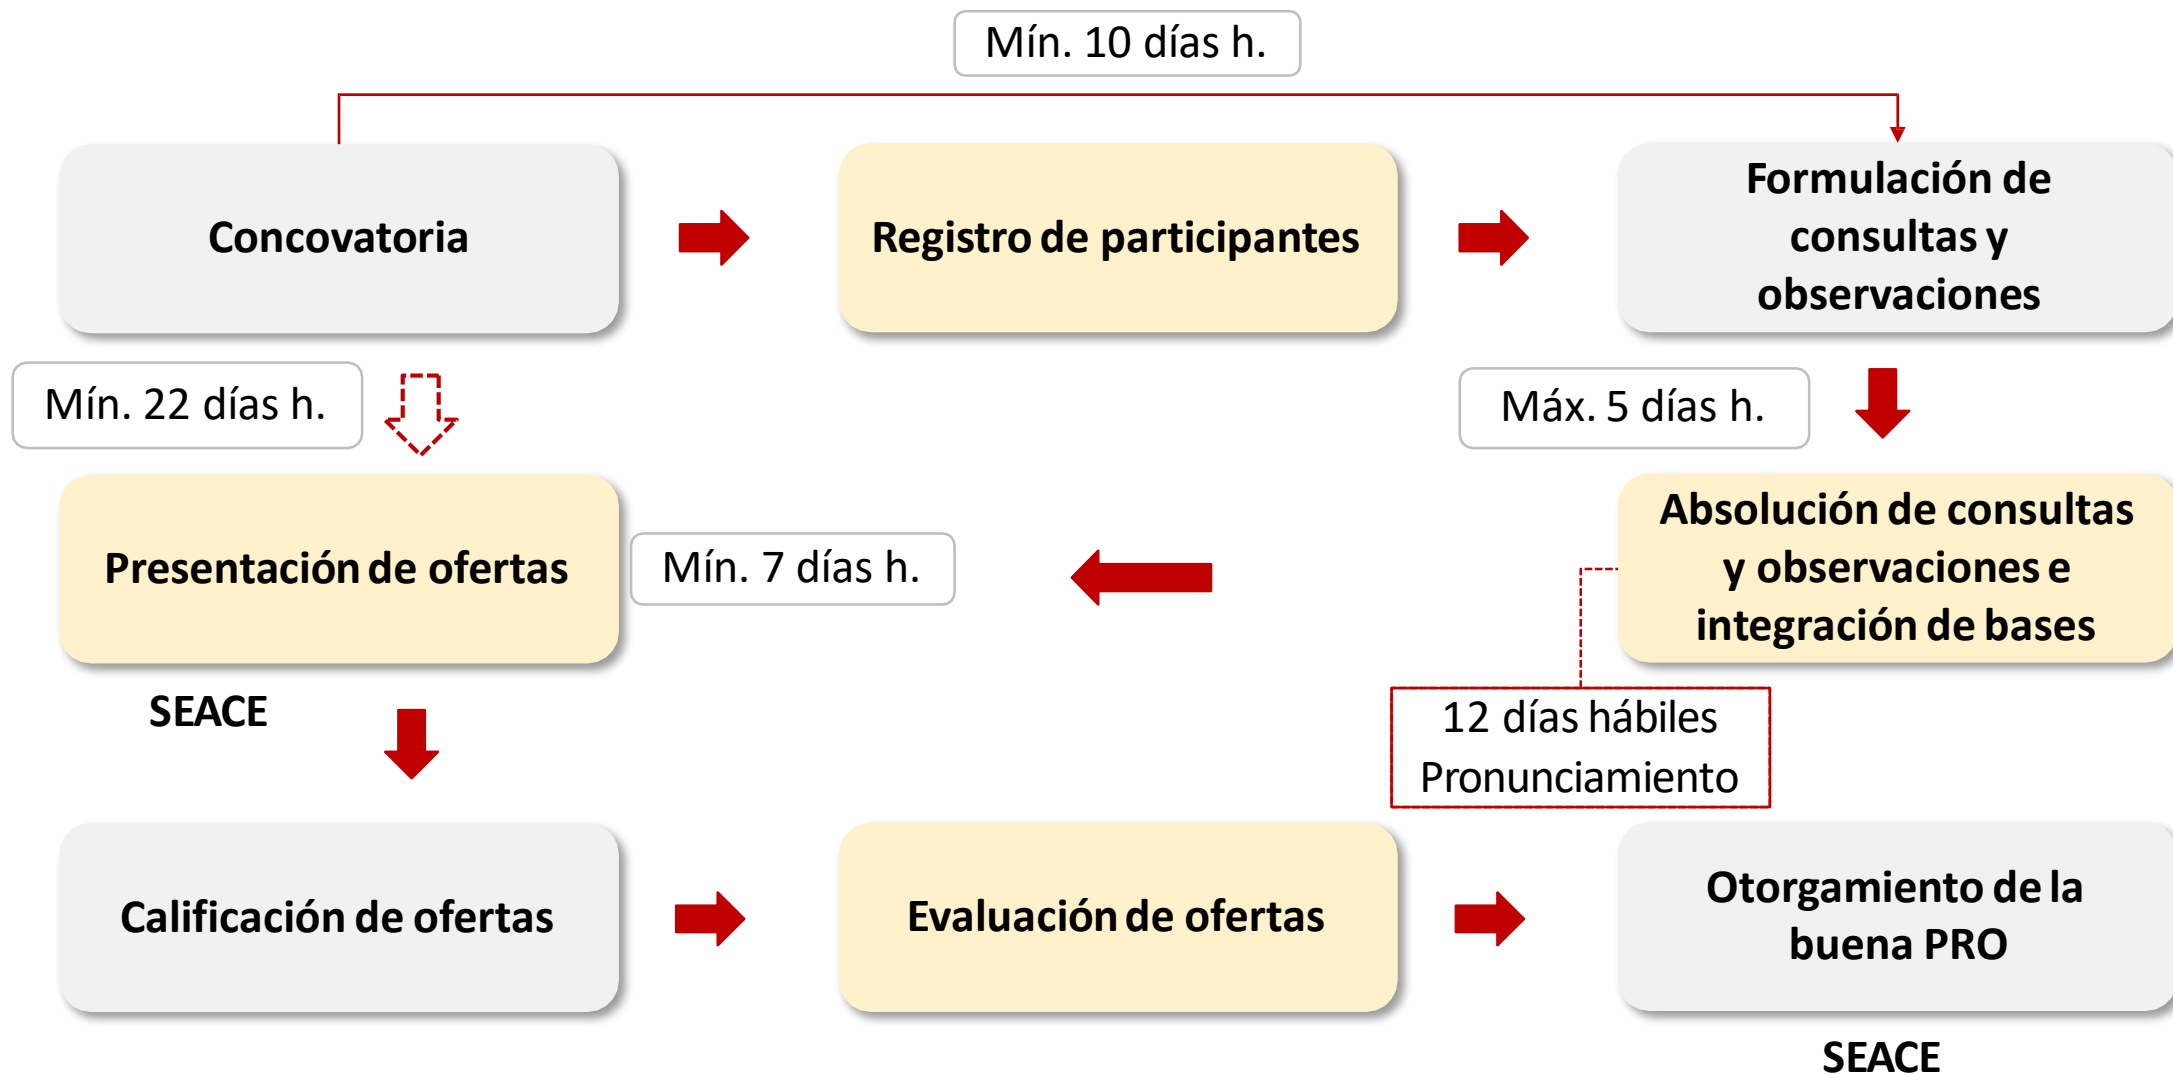 Mín. 10 días h.
Concovatoria
Registro de participantes
Formulación de
consultas y
observaciones
Mín. 22 días h.
Máx. 5 días h.
Presentación de ofertas
Mín. 7 días h.
Absolución de consultas
y observaciones e
integración de bases
SEACE
12 días hábiles
Pronunciamiento
Calificación de ofertas
Evaluación de ofertas
Otorgamiento de la
buena PRO
SEACE